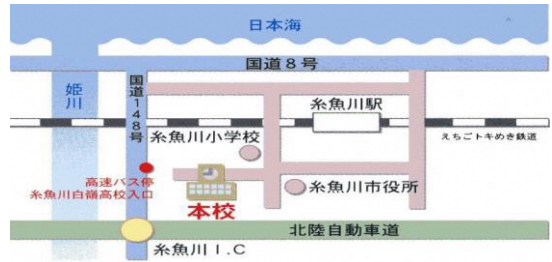 日本海
国道８号
姫川
国道148号
糸魚川駅
えちごトキめき鉄道
糸魚川小学校
高速バス停
糸魚川白嶺高校入口
本校
糸魚川市役所
北陸自動車道
糸魚川I.C